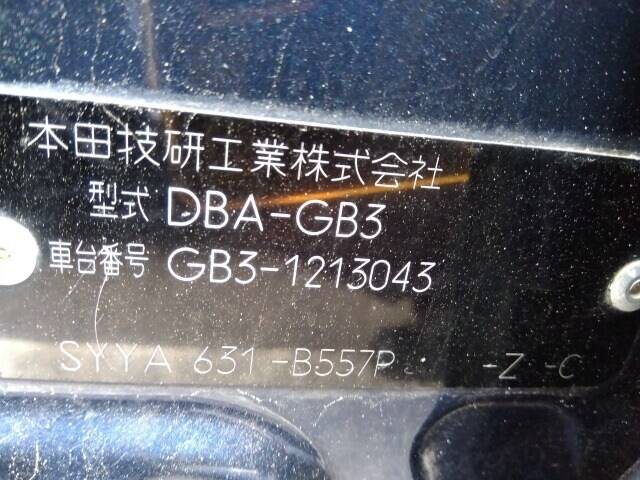 本田技研工業株式会社
型式 DBA-GB3
車台番号 GB3-1213043
SYYA 631 -B557P -Z -C